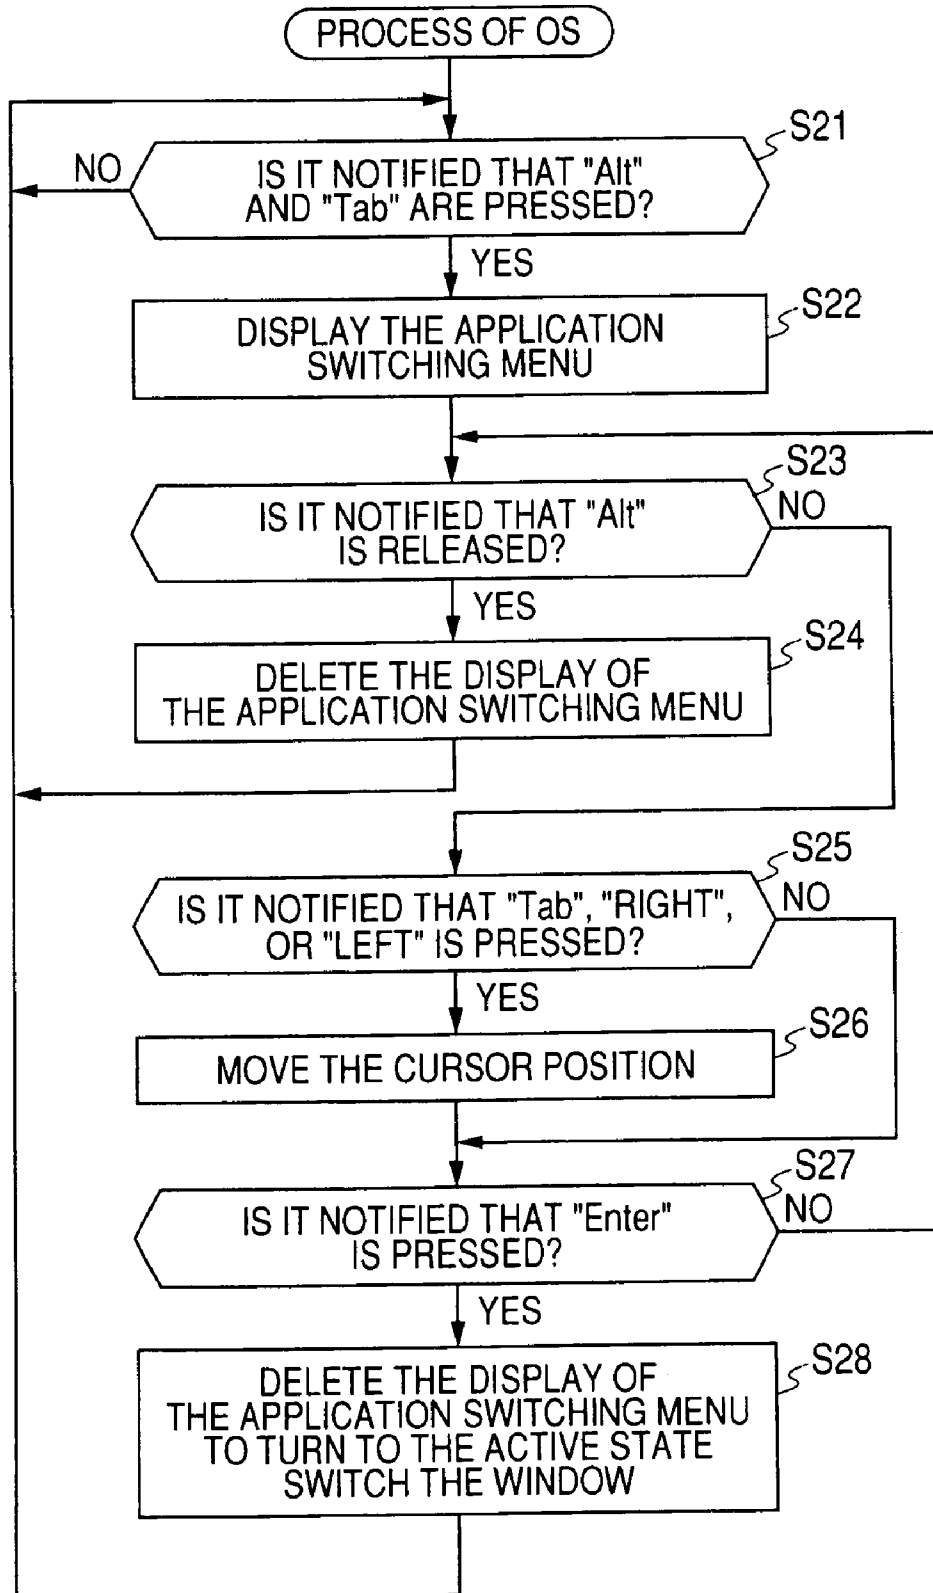 PROCESS OF OS
S21
NO
IS IT NOTIFIED THAT "Alt"
AND "Tab" ARE PRESSED?
YES
S22
DISPLAY THE APPLICATION
SWITCHING MENU
S23
NO
IS IT NOTIFIED THAT "Alt"
IS RELEASED?
YES
S24
DELETE THE DISPLAY OF
THE APPLICATION SWITCHING MENU
S25
NO
IS IT NOTIFIED THAT "Tab", "RIGHT",
OR "LEFT" IS PRESSED?
YES
S26
MOVE THE CURSOR POSITION
S27
NO
IS IT NOTIFIED THAT "Enter"
IS PRESSED?
YES
S28
DELETE THE DISPLAY OF
THE APPLICATION SWITCHING MENU
TO TURN TO THE ACTIVE STATE
SWITCH THE WINDOW